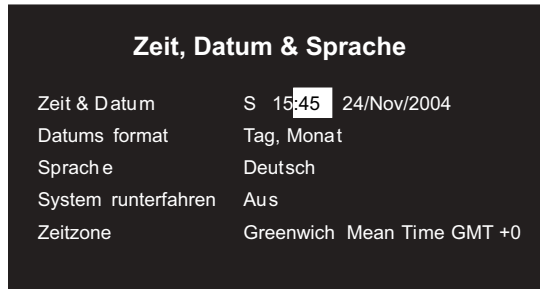 Zeit, Datum & Sprache
Zeit & Datum S 15:45 24/Nov/2004
Datums format Tag, Monat
Sprache Deutsch
System runterfahren Aus
Zeitzone Greenwich Mean Time GMT +0